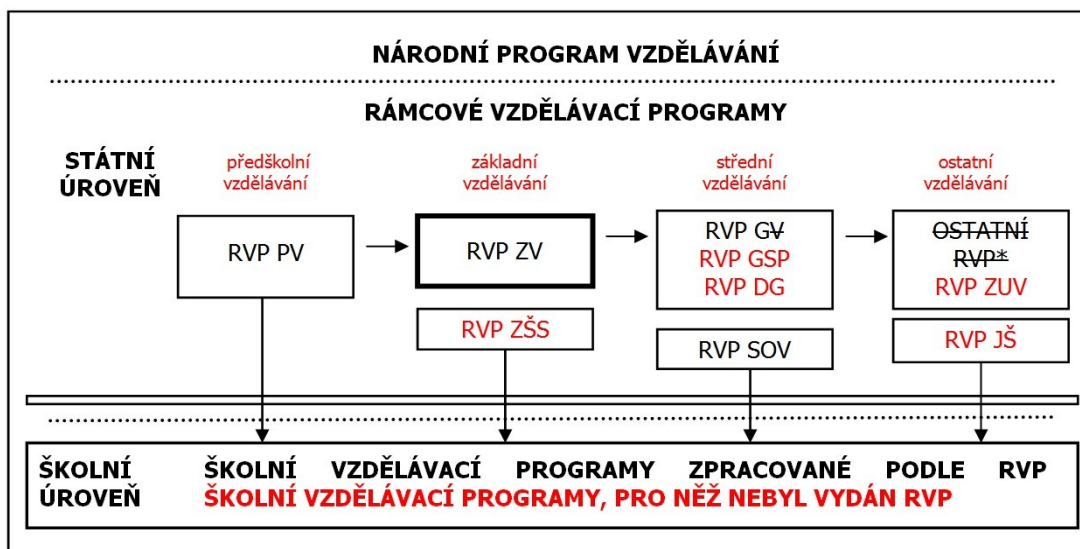 NÁRODNÍ PROGRAM VZDĚLÁVÁNÍ
RÁMCOVÉ VZDĚLÁVACÍ PROGRAMY
STÁTNÍ
ÚROVEŇ
předškolní
vzdělávání
základní
vzdělávání
střední
vzdělávání
ostatní
vzdělávání
RVP PV
RVP ZV
RVP GV
RVP GSP
RVP DG
OSTATNÍ
RVP*
RVP ZUV
RVP ZŠS
RVP SOV
RVP JŠ
ŠKOLNÍ
ÚROVEŇ
ŠKOLNÍ VZDĚLÁVACÍ PROGRAMY ZPRACOVANÉ PODLE RVP
ŠKOLNÍ VZDĚLÁVACÍ PROGRAMY, PRO NĚŽ NEBYL VYDÁN RVP